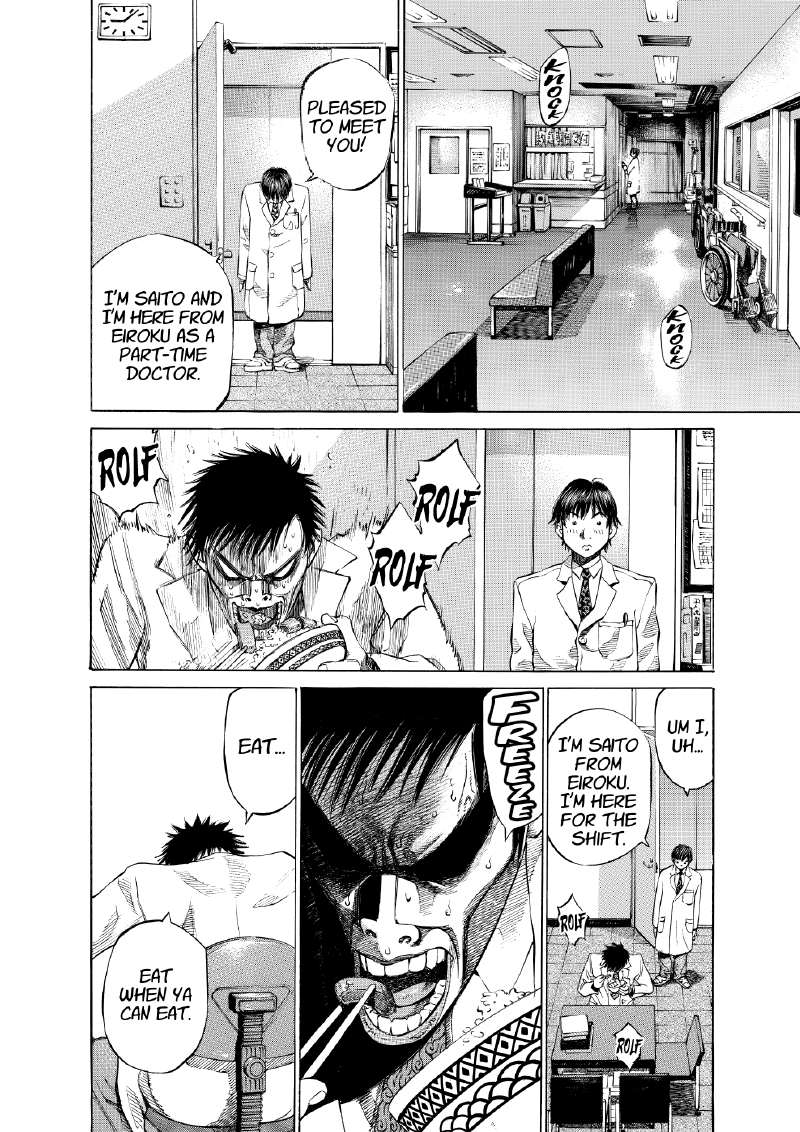 KNOCK
KNOCK
PLEASED
TO MEET
YOU!
I'M SAITO AND
I'M HERE FROM
EIROKU AS A
PART-TIME
DOCTOR.
ROLF
ROLF
ROLF
UM I,
UH...
I'M SAITO
FROM
EIROKU.
I'M HERE
FOR THE
SHIFT.
ROLF
ROLF
FREEZE
EAT...
EAT
WHEN YA
CAN EAT.